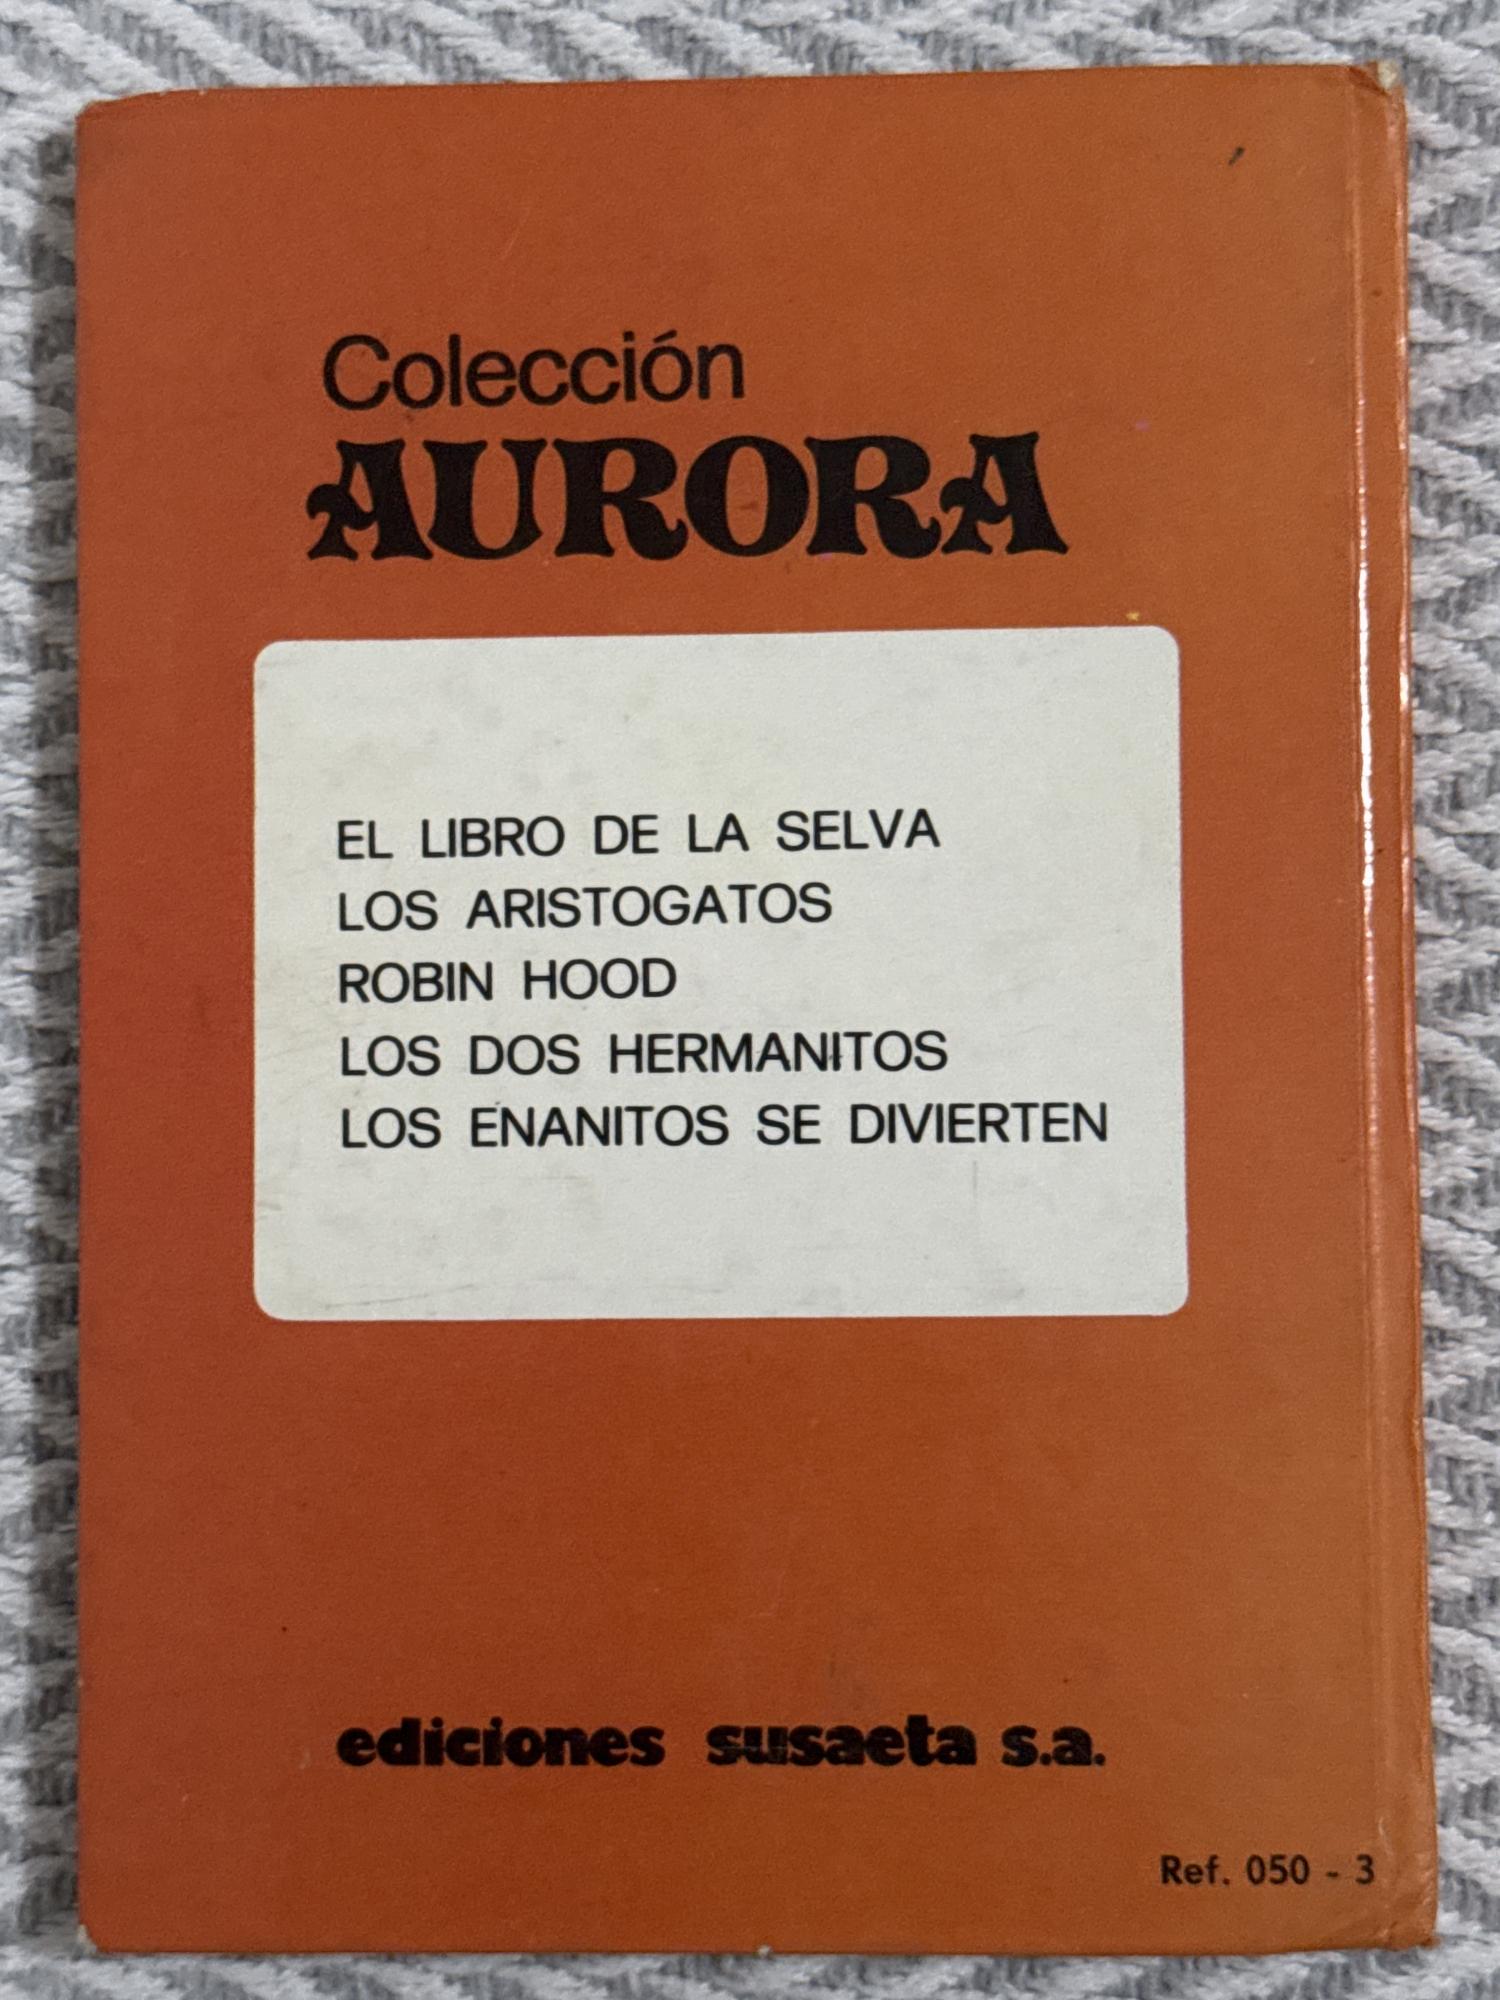 Colección
AURORA
EL LIBRO DE LA SELVA
LOS ARISTOGATOS
ROBIN HOOD
LOS DOS HERMANITOS
LOS ENANITOS SE DIVIERTEN
ediciones susaeta s.a.
Ref. 050 - 3